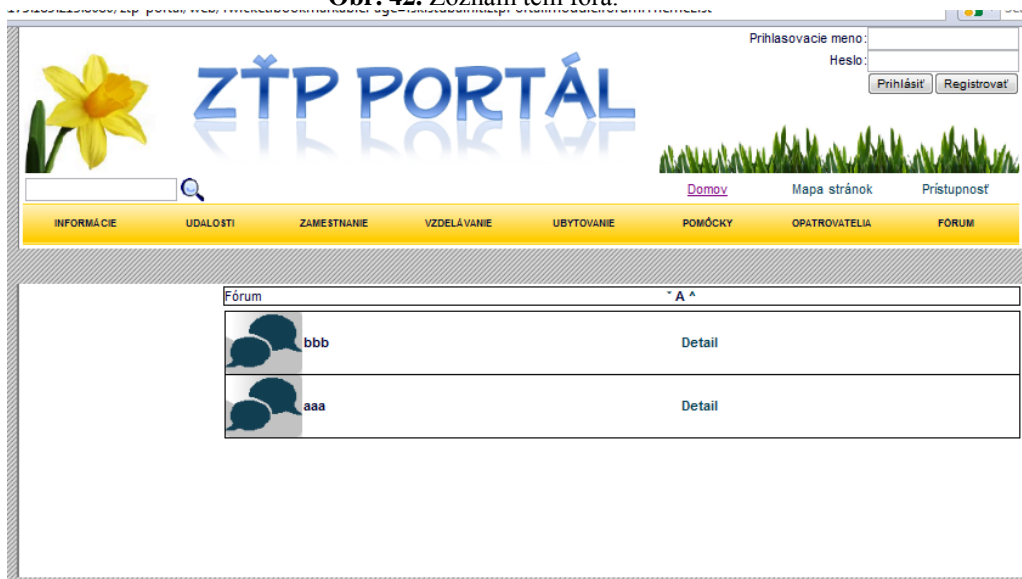 Obr. 42. Zoznam tém fóra.
Prihlasovacie meno:
Heslo:
Prihlásiť Registrovať
ZŤP PORTÁL
Domov Mapa stránok Prístupnosť
INFORMÁCIE UDALOSTI ZAMESTNANIE VZDELÁVANIE UBYTOVANIE POMÔCKY OPATROVATELIA FÓRUM
Fórum ˇ A ^
bbb Detail
aaa Detail